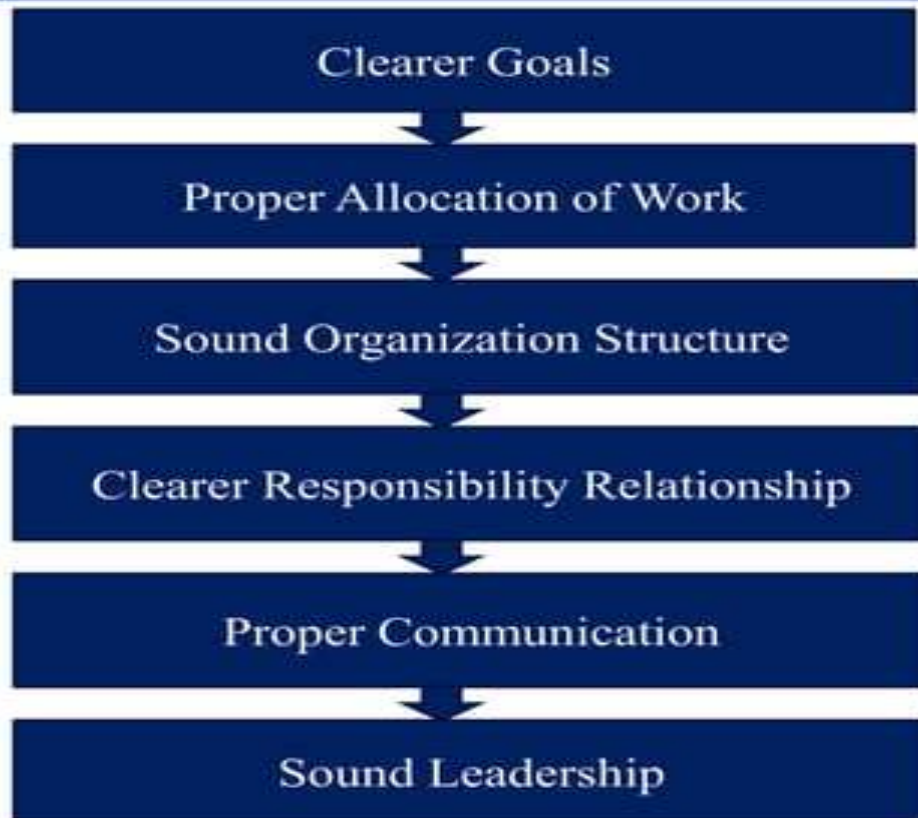 Clearer Goals
Proper Allocation of Work
Sound Organization Structure
Clearer Responsibility Relationship
Proper Communication
Sound Leadership